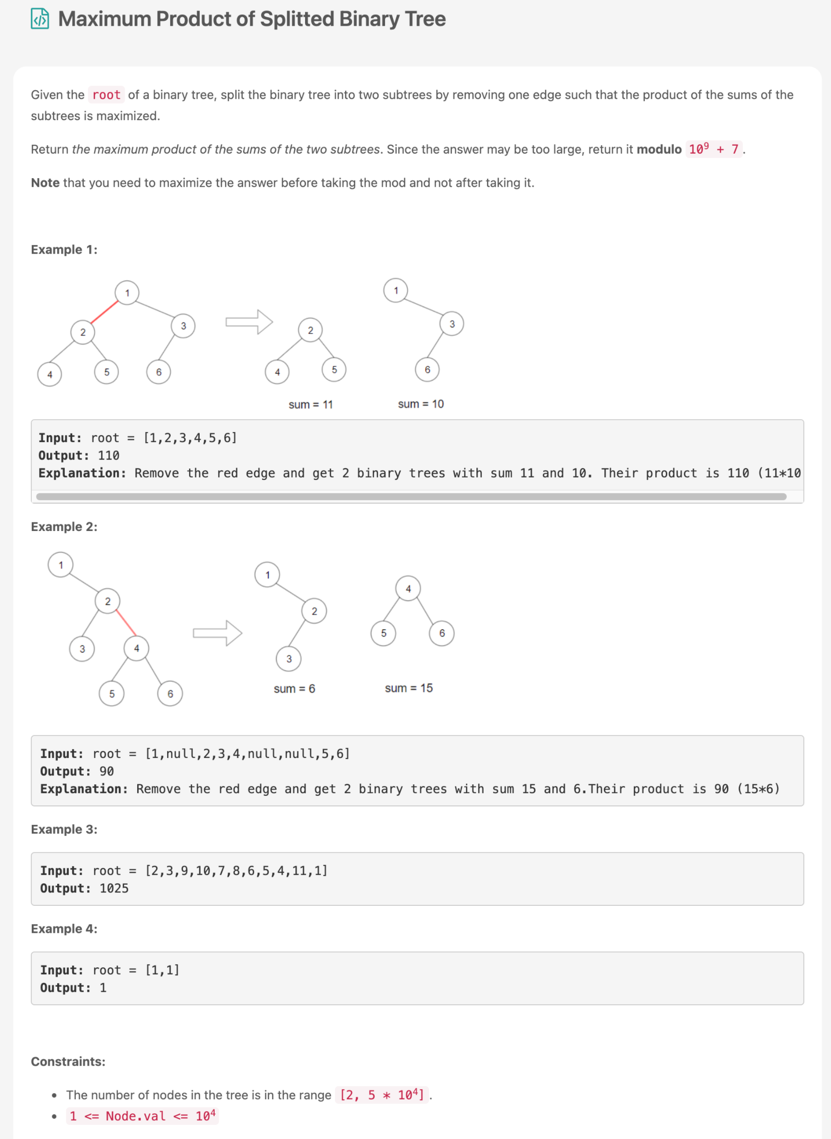 Maximum Product of Splitted Binary Tree
Given the root of a binary tree, split the binary tree into two subtrees by removing one edge such that the product of the sums of the
subtrees is maximized.
Return the maximum product of the sums of the two subtrees. Since the answer may be too large, return it modulo 10⁹ + 7 .
Note that you need to maximize the answer before taking the mod and not after taking it.
Example 1:
1
2
3
4
5
6
2
4
5
sum = 11
1
3
6
sum = 10
Input: root = [1,2,3,4,5,6]
Output: 110
Explanation: Remove the red edge and get 2 binary trees with sum 11 and 10. Their product is 110 (11*10
Example 2:
1
2
3
4
5
6
1
2
3
sum = 6
4
5
6
sum = 15
Input: root = [1,null,2,3,4,null,null,5,6]
Output: 90
Explanation: Remove the red edge and get 2 binary trees with sum 15 and 6.Their product is 90 (15*6)
Example 3:
Input: root = [2,3,9,10,7,8,6,5,4,11,1]
Output: 1025
Example 4:
Input: root = [1,1]
Output: 1
Constraints:
• The number of nodes in the tree is in the range [2, 5 * 10⁴] .
• 1 <= Node.val <= 10⁴